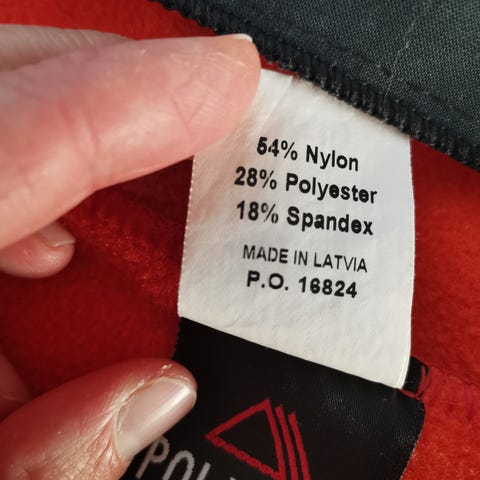 54% Nylon
28% Polyester
18% Spandex
MADE IN LATVIA
P.O. 16824